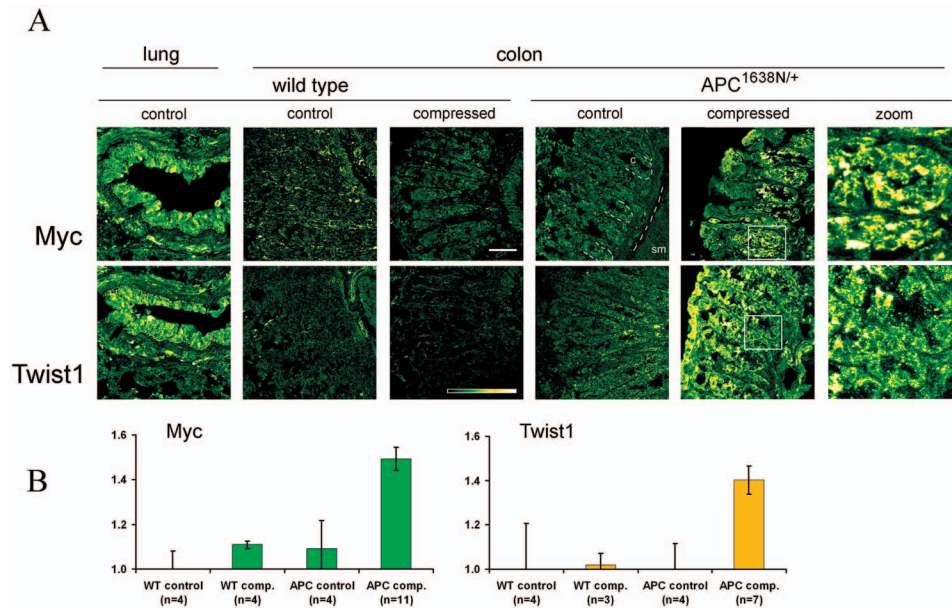 A
lung colon
wild type APC1638N/+
control control compressed control compressed zoom
Myc
c
sm
Twist1
B
Myc
1.6
1.4
1.2
1.0
WT control WT comp. APC control APC comp.
(n=4) (n=4) (n=4) (n=11)
Twist1
1.6
1.4
1.2
1.0
WT control WT comp. APC control APC comp.
(n=4) (n=3) (n=4) (n=7)